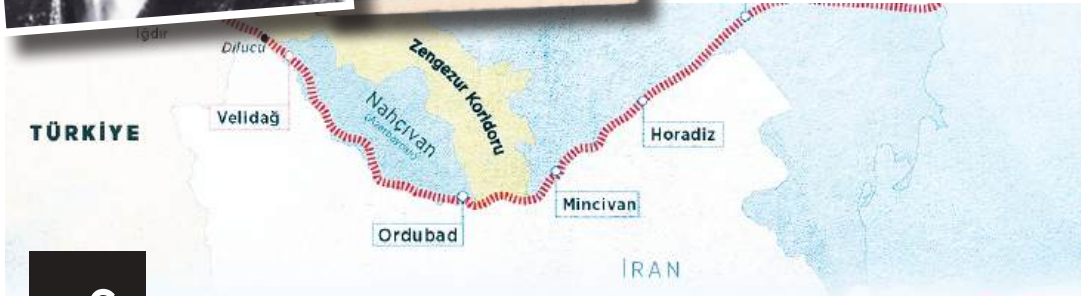 Iğdır
Dilucu
Zengezur Koridoru
Velidağ
Nahçıvan
(Azerbaycan)
TÜRKİYE
Horadiz
Mincivan
Ordubad
İRAN